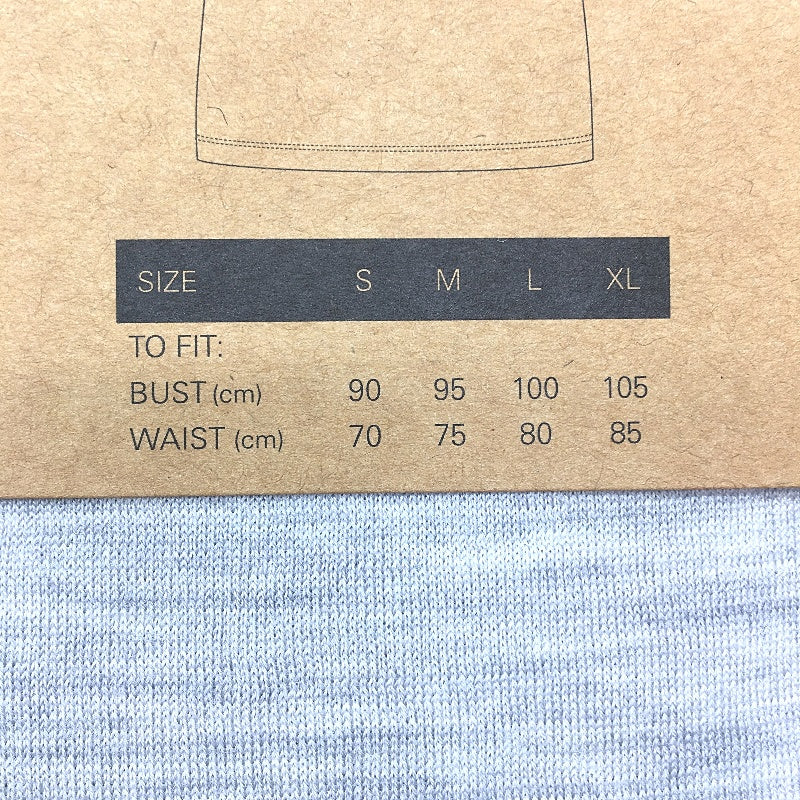 SIZE S M L XL
TO FIT:
BUST (cm) 90 95 100 105
WAIST (cm) 70 75 80 85